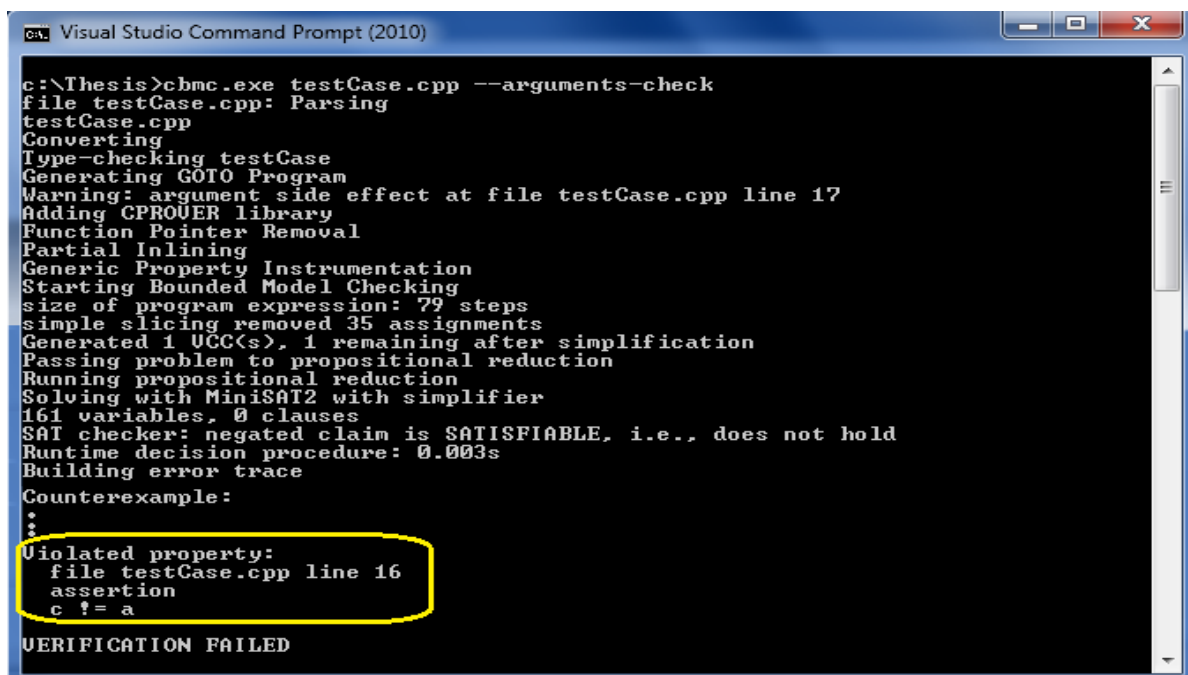 Visual Studio Command Prompt (2010)
c:\Thesis>cbmc.exe testCase.cpp --arguments-check
file testCase.cpp: Parsing
testCase.cpp
Converting
Type-checking testCase
Generating GOTO Program
Warning: argument side effect at file testCase.cpp line 17
Adding CPROVER library
Function Pointer Removal
Partial Inlining
Generic Property Instrumentation
Starting Bounded Model Checking
size of program expression: 79 steps
simple slicing removed 35 assignments
Generated 1 VCC(s), 1 remaining after simplification
Passing problem to propositional reduction
Running propositional reduction
Solving with MiniSAT2 with simplifier
161 variables, 0 clauses
SAT checker: negated claim is SATISFIABLE, i.e., does not hold
Runtime decision procedure: 0.003s
Building error trace
Counterexample:
:
:
Violated property:
file testCase.cpp line 16
assertion
c != a
VERIFICATION FAILED